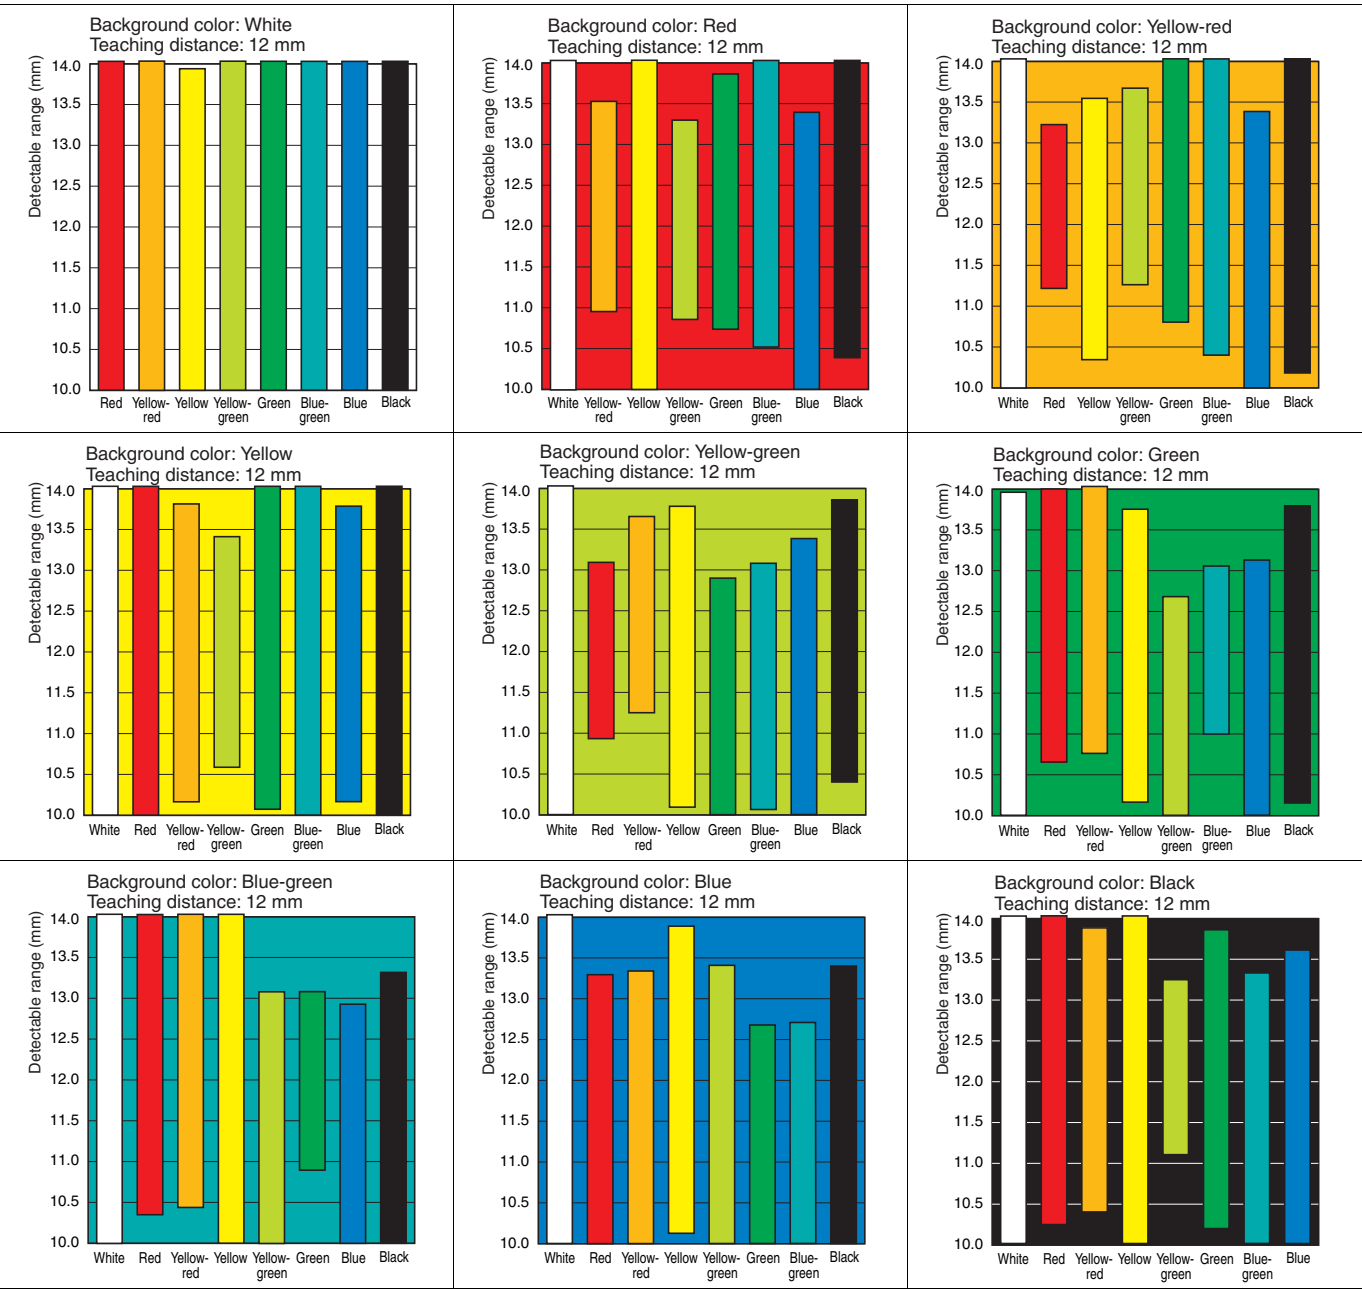 Background color: White
Teaching distance: 12 mm
Detectable range (mm)
14.0
13.5
13.0
12.5
12.0
11.5
11.0
10.5
10.0
Red Yellow-red Yellow Yellow-green Green Blue-green Blue Black
Background color: Red
Teaching distance: 12 mm
Detectable range (mm)
14.0
13.5
13.0
12.5
12.0
11.5
11.0
10.5
10.0
White Yellow-red Yellow Yellow-green Green Blue-green Blue Black
Background color: Yellow-red
Teaching distance: 12 mm
Detectable range (mm)
14.0
13.5
13.0
12.5
12.0
11.5
11.0
10.5
10.0
White Red Yellow Yellow-green Green Blue-green Blue Black
Background color: Yellow
Teaching distance: 12 mm
Detectable range (mm)
14.0
13.5
13.0
12.5
12.0
11.5
11.0
10.5
10.0
White Red Yellow-red Yellow-green Green Blue-green Blue Black
Background color: Yellow-green
Teaching distance: 12 mm
Detectable range (mm)
14.0
13.5
13.0
12.5
12.0
11.5
11.0
10.5
10.0
White Red Yellow-red Yellow Green Blue-green Blue Black
Background color: Green
Teaching distance: 12 mm
Detectable range (mm)
14.0
13.5
13.0
12.5
12.0
11.5
11.0
10.5
10.0
White Red Yellow-red Yellow Yellow-green Blue-green Blue Black
Background color: Blue-green
Teaching distance: 12 mm
Detectable range (mm)
14.0
13.5
13.0
12.5
12.0
11.5
11.0
10.5
10.0
White Red Yellow-red Yellow Yellow-green Green Blue Black
Background color: Blue
Teaching distance: 12 mm
Detectable range (mm)
14.0
13.5
13.0
12.5
12.0
11.5
11.0
10.5
10.0
White Red Yellow-red Yellow Yellow-green Green Blue-green Black
Background color: Black
Teaching distance: 12 mm
Detectable range (mm)
14.0
13.5
13.0
12.5
12.0
11.5
11.0
10.5
10.0
White Red Yellow-red Yellow Yellow-green Green Blue-green Blue